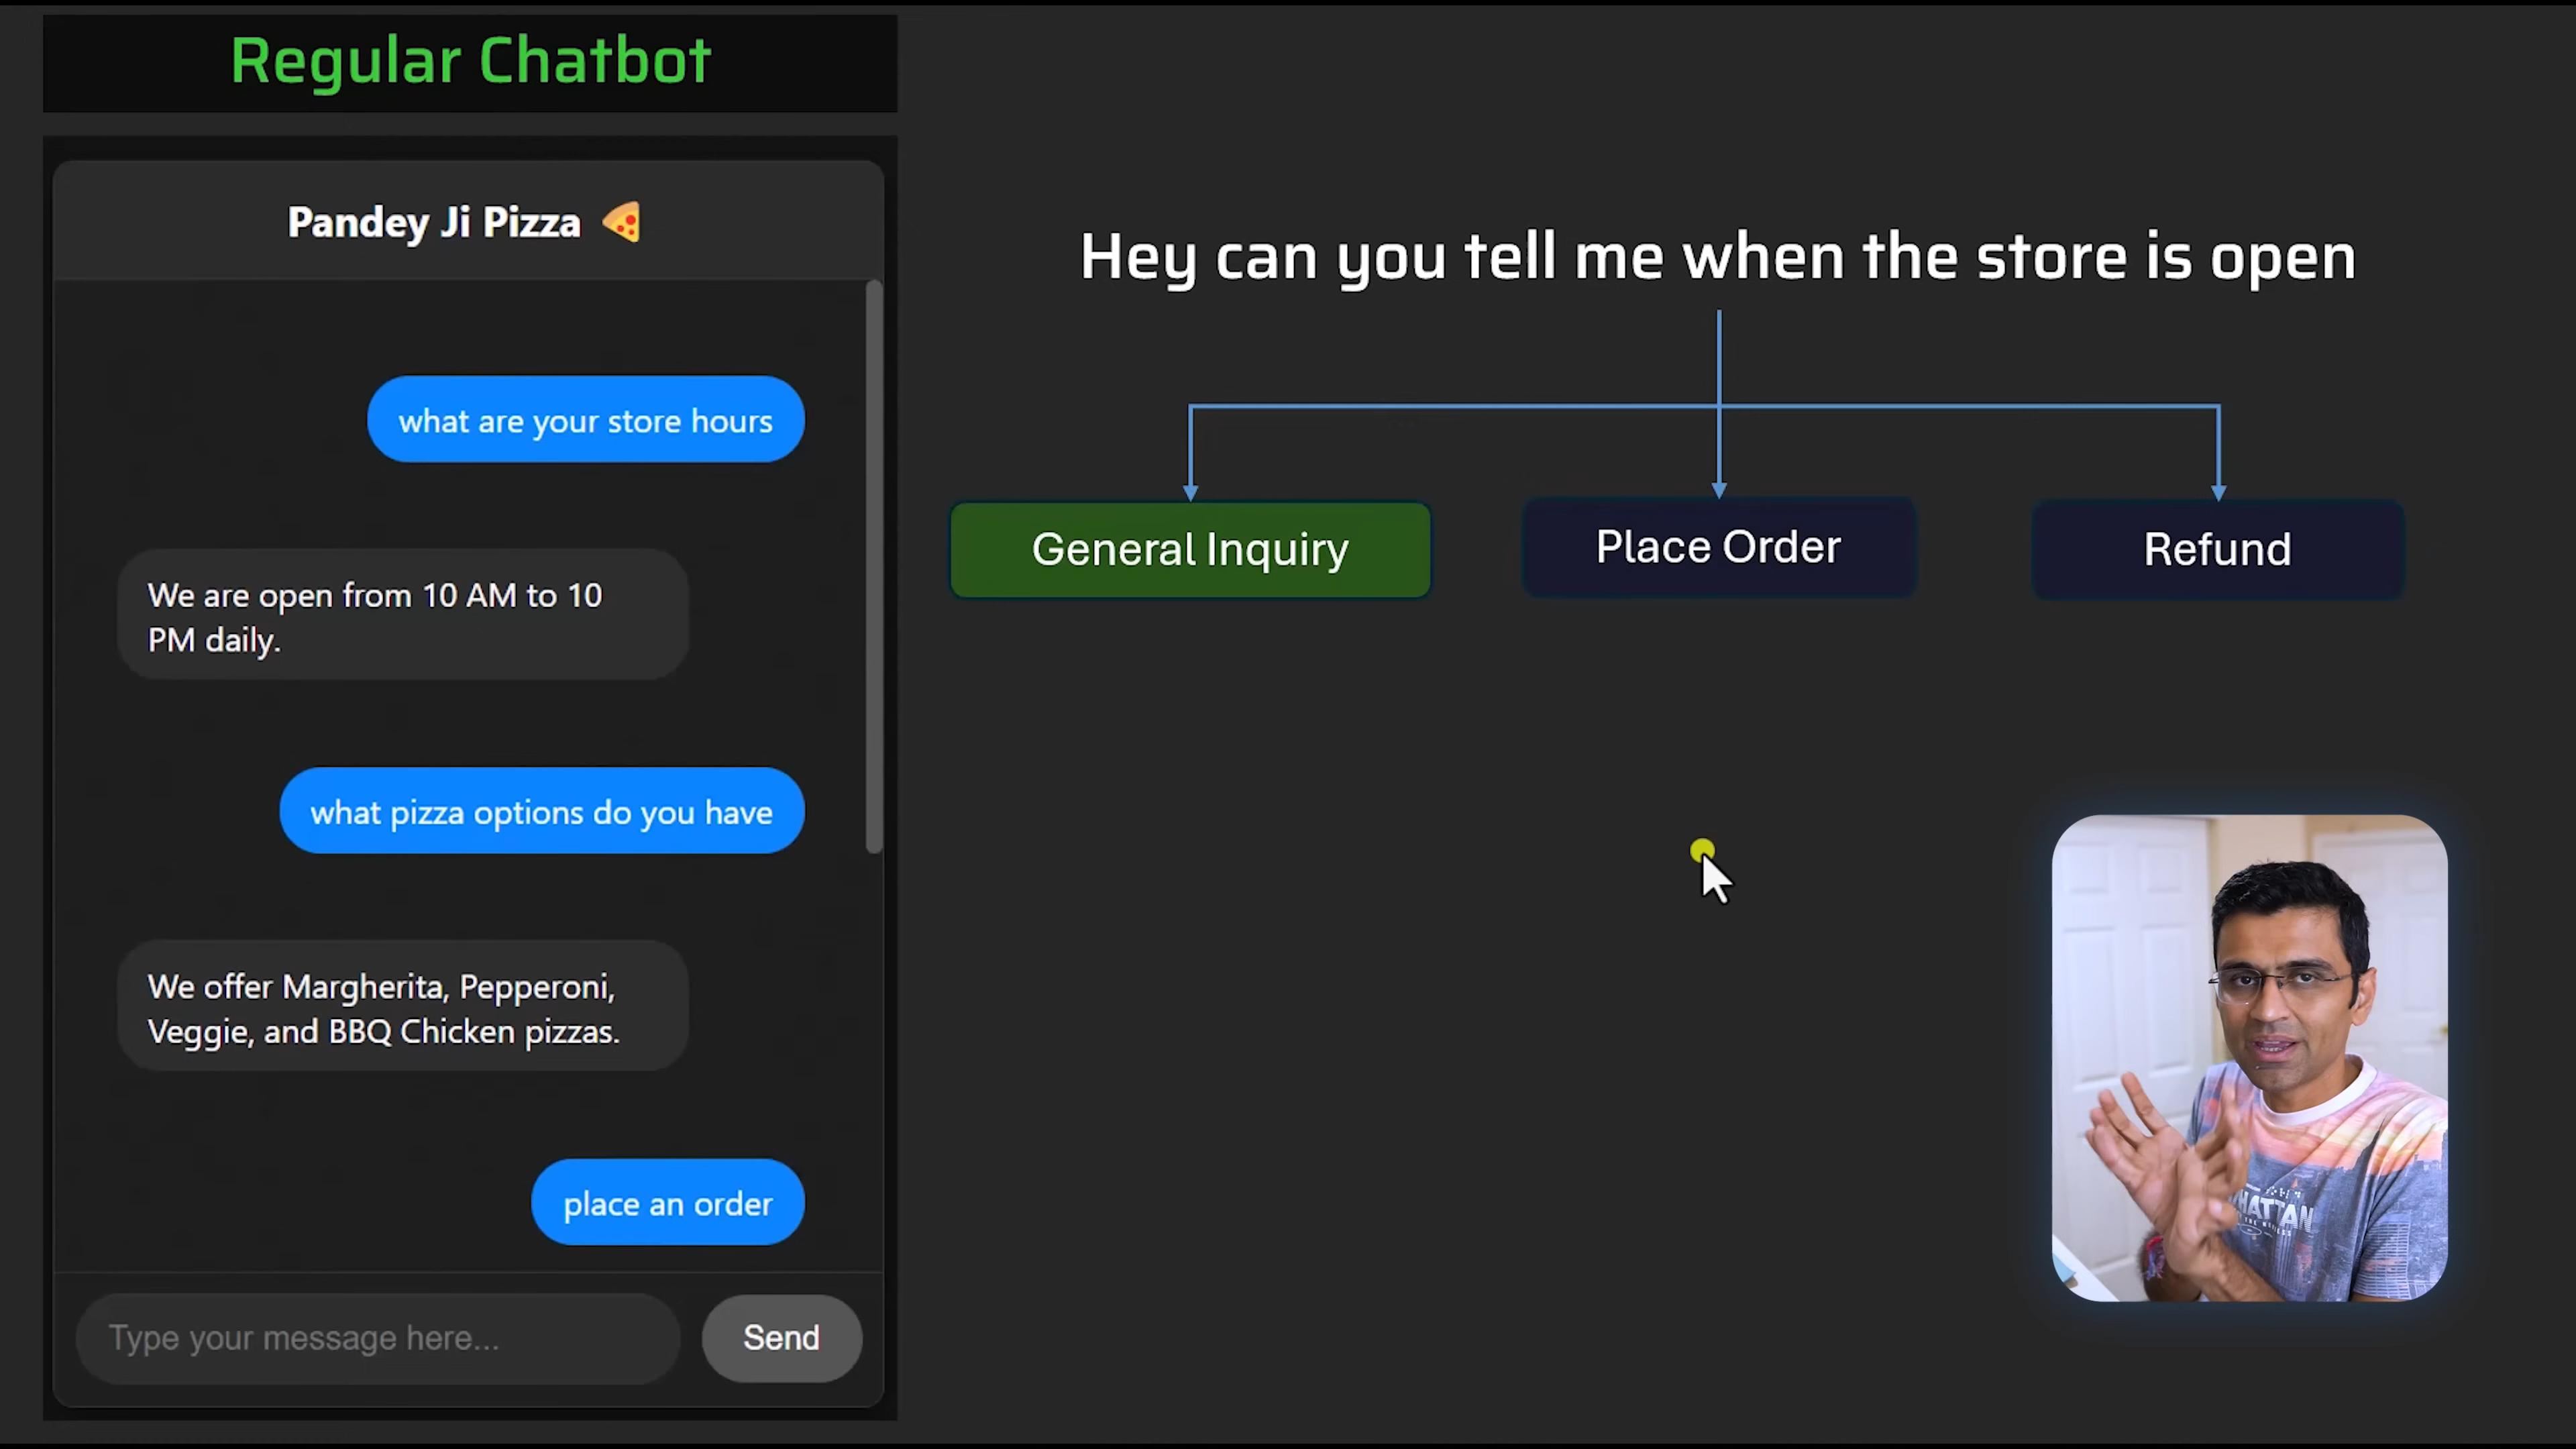 Regular Chatbot
Pandey Ji Pizza
what are your store hours
We are open from 10 AM to 10
PM daily.
what pizza options do you have
We offer Margherita, Pepperoni,
Veggie, and BBQ Chicken pizzas.
place an order
Type your message here...
Send
Hey can you tell me when the store is open
General Inquiry
Place Order
Refund